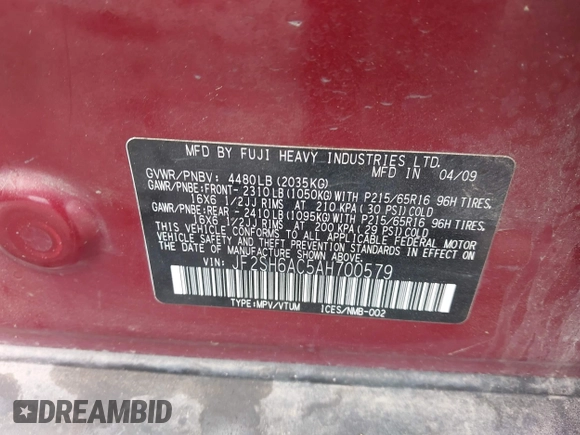 MFD BY FUJI HEAVY INDUSTRIES LTD.
MFD IN 04/09
GVWR/PNBV: 4480LB(2035KG)
GAWR/PNBE:FRONT- 2310LB(1050KG)WITH P215/65R16 96H TIRES,
16X6 1/2JJ RIMS AT 210 KPA(30 PSI)COLD
GAWR/PNBE:REAR - 2410LB(1095KG)WITH P215/65R16 96H TIRES,
16X6 1/2JJ RIMS AT 200 KPA(29 PSI)COLD
THIS VEHICLE CONFORMS TO ALL APPLICABLE FEDERAL MOTOR
VEHICLE SAFETY AND THEFT PREVENTION STANDARDS IN EFFECT
ON THE DATE OF MANUFACTURE SHOWN ABOVE.
VIN: JF2SH6AC5AH700579
TYPE:MPV/VTUM ICES/NMB-002
DREAMBID